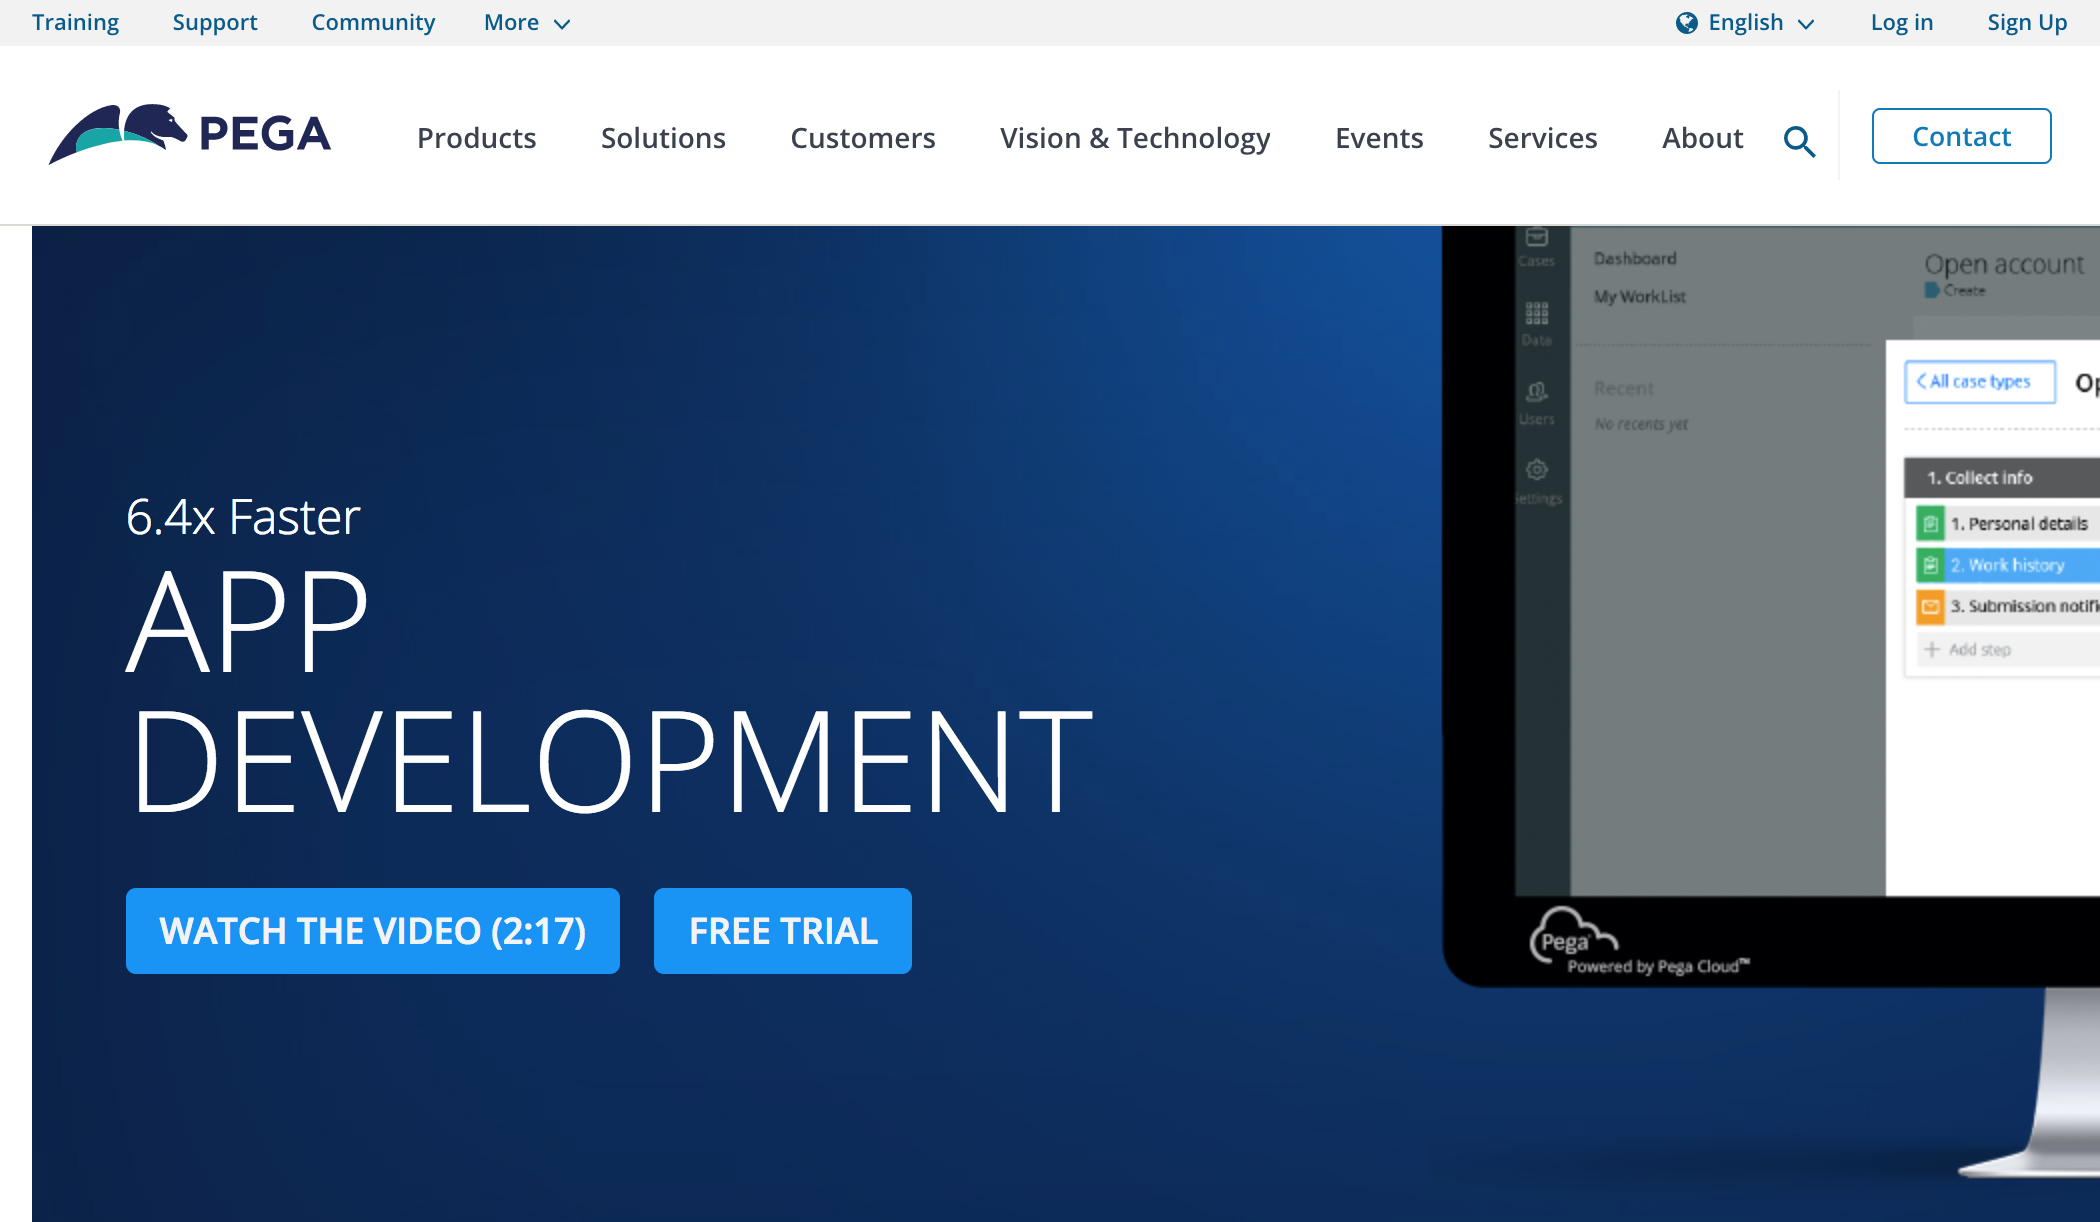 Training Support Community More English Log in Sign Up
PEGA Products Solutions Customers Vision & Technology Events Services About Contact
6.4x Faster
APP
DEVELOPMENT
WATCH THE VIDEO (2:17) FREE TRIAL
Cases
Data
Users
Settings
Dashboard
My WorkList
Recent
No recents yet
Open account
Create
All case types
1. Collect info
1. Personal details
2. Work history
3. Submission
+ Add step
Pega
Powered by Pega Cloud™